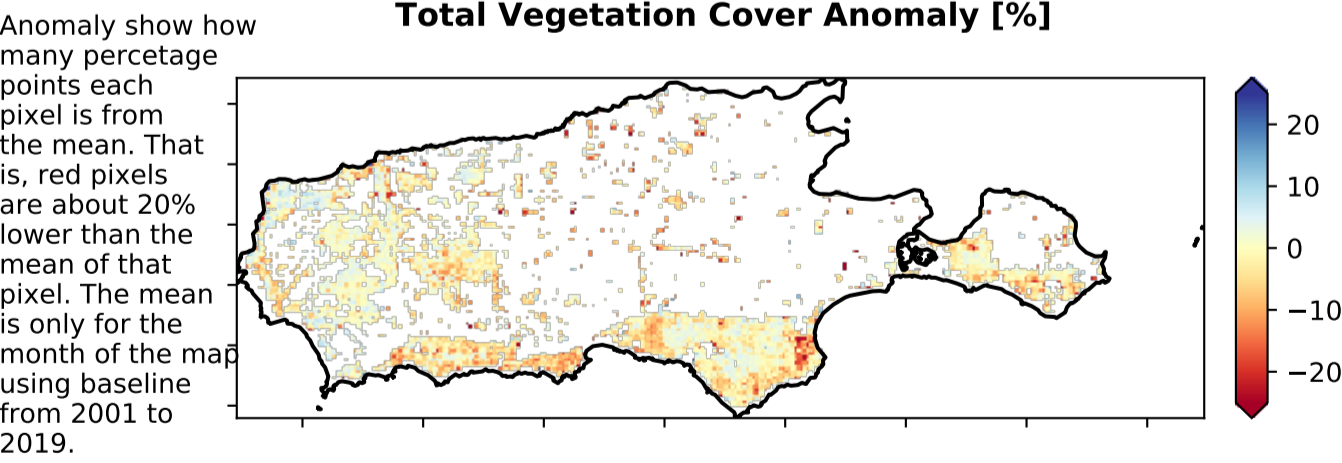 Total Vegetation Cover Anomaly [%]
Anomaly show how
many percetage
points each
pixel is from
the mean. That
is, red pixels
are about 20%
lower than the
mean of that
pixel. The mean
is only for the
month of the map
using baseline
from 2001 to
2019.
20
10
0
−10
−20